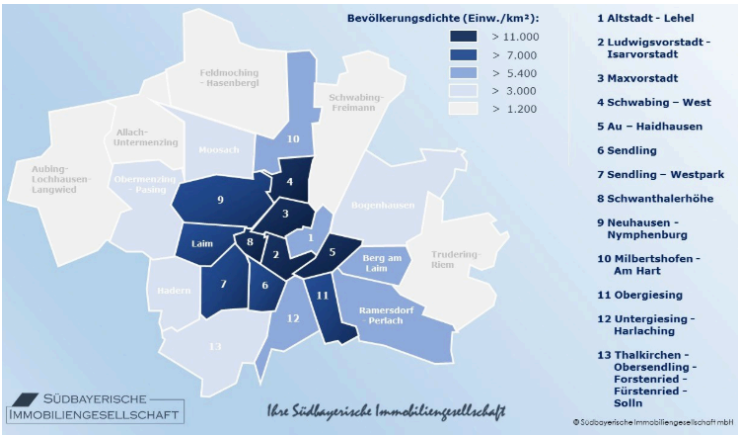 Bevölkerungsdichte (Einw./km²):
> 11.000
> 7.000
> 5.400
> 3.000
> 1.200
1 Altstadt - Lehel
2 Ludwigsvorstadt -
Isarvorstadt
3 Maxvorstadt
4 Schwabing – West
5 Au – Haidhausen
6 Sendling
7 Sendling – Westpark
8 Schwanthalerhöhe
9 Neuhausen -
Nymphenburg
10 Milbertshofen -
Am Hart
11 Obergiesing
12 Untergiesing -
Harlaching
13 Thalkirchen -
Obersendling -
Forstenried -
Fürstenried -
Solln
Feldmoching
- Hasenbergl
Schwabing-
Freimann
Allach-
Untermenzing
Moosach
10
Aubing-
Lochhausen-
Langwied
Obermenzing
- Pasing
4
9
3
Bogenhausen
1
Laim
8
2
5
Berg am
Laim
Trudering-
Riem
Hadern
7
6
11
Ramersdorf
- Perlach
12
13
SÜDBAYERISCHE
IMMOBILIENGESELLSCHAFT
Ihre Südbayerische Immobiliengesellschaft
© Südbayerische Immobiliengesellschaft mbH